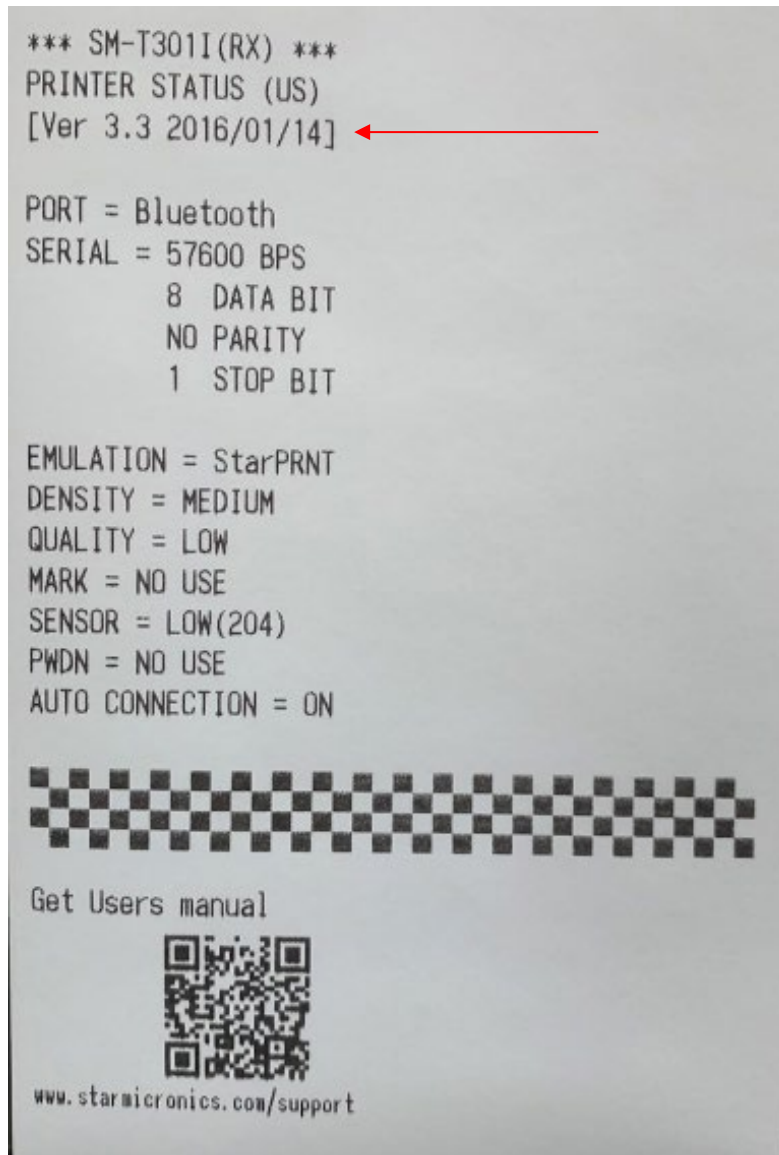 *** SM-T301I(RX) ***
PRINTER STATUS (US)
[Ver 3.3 2016/01/14]
PORT = Bluetooth
SERIAL = 57600 BPS
8 DATA BIT
NO PARITY
1 STOP BIT
EMULATION = StarPRNT
DENSITY = MEDIUM
QUALITY = LOW
MARK = NO USE
SENSOR = LOW(204)
PWDN = NO USE
AUTO CONNECTION = ON
Get Users manual
www.starmicronics.com/support